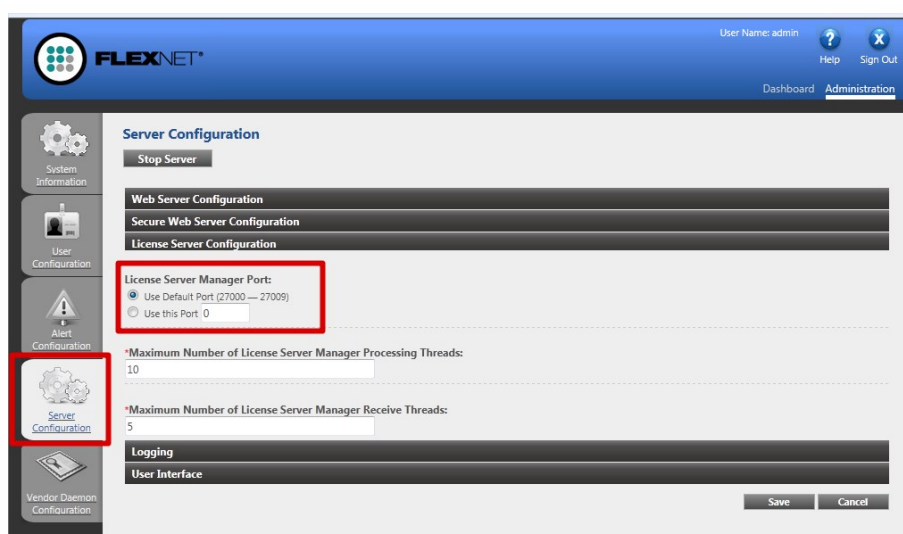 User Name: admin
FLEXNET®
Help
Sign Out
Dashboard
Administration
System
Information
User
Configuration
Alert
Configuration
Server
Configuration
Vendor Daemon
Configuration
Server Configuration
Stop Server
Web Server Configuration
Secure Web Server Configuration
License Server Configuration
License Server Manager Port:
Use Default Port (27000 — 27009)
Use this Port 0
*Maximum Number of License Server Manager Processing Threads:
10
*Maximum Number of License Server Manager Receive Threads:
5
Logging
User Interface
Save
Cancel